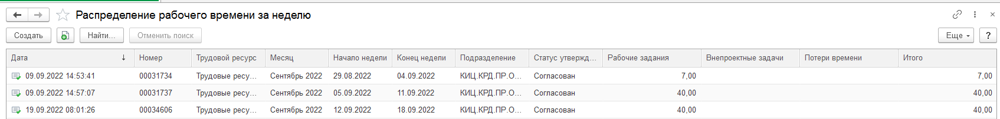 Распределение рабочего времени за неделю
Создать Найти... Отменить поиск Еще ?
Дата ↓ Номер Трудовой ресурс Месяц Начало недели Конец недели Подразделение Статус утвержд... Рабочие задания Внепроектные задачи Потери времени Итого
09.09.2022 14:53:41 00031734 Трудовые ресу... Сентябрь 2022 29.08.2022 04.09.2022 КИЦ.КРД.ПР.О... Согласован 7,00 7,00
09.09.2022 14:57:07 00031737 Трудовые ресу... Сентябрь 2022 05.09.2022 11.09.2022 КИЦ.КРД.ПР.О... Согласован 40,00 40,00
19.09.2022 08:01:26 00034606 Трудовые ресу... Сентябрь 2022 12.09.2022 18.09.2022 КИЦ.КРД.ПР.О... Согласован 40,00 40,00